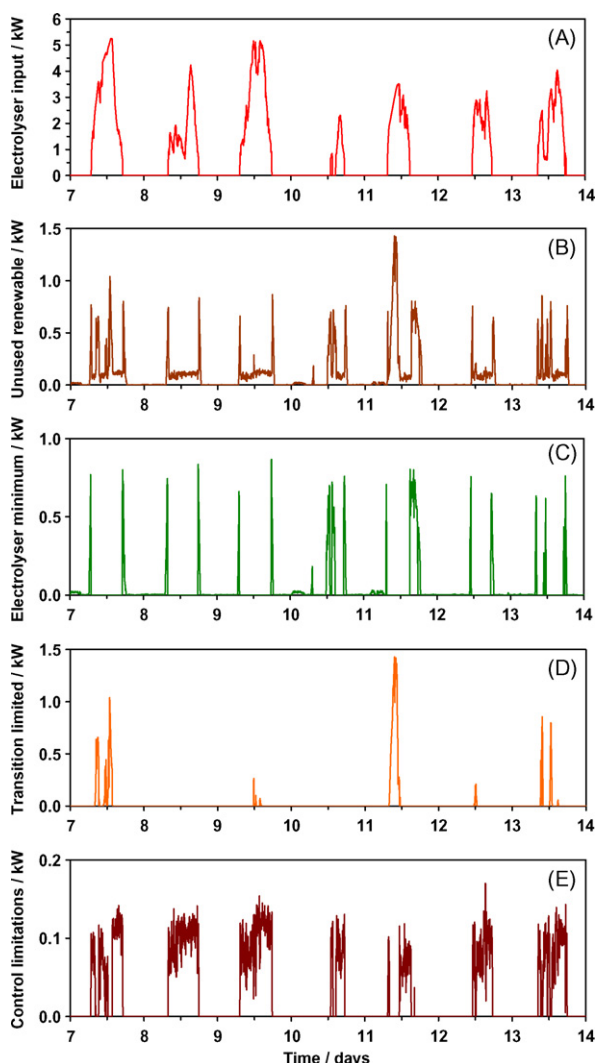 Electrolyser input / kW
6
5
4
3
2
1
0
(A)
7 8 9 10 11 12 13 14
Unused renewable / kW
1.5
1.0
0.5
0.0
(B)
7 8 9 10 11 12 13 14
Electrolyser minimum / kW
1.0
0.5
0.0
(C)
7 8 9 10 11 12 13 14
Transition limited / kW
1.5
1.0
0.5
0.0
(D)
7 8 9 10 11 12 13 14
Control limitations / kW
0.2
0.1
0.0
(E)
7 8 9 10 11 12 13 14
Time / days